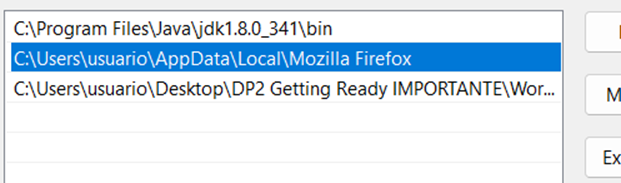 C:\Program Files\Java\jdk1.8.0_341\bin
C:\Users\usuario\AppData\Local\Mozilla Firefox
C:\Users\usuario\Desktop\DP2 Getting Ready IMPORTANTE\Wor...
M
Ex